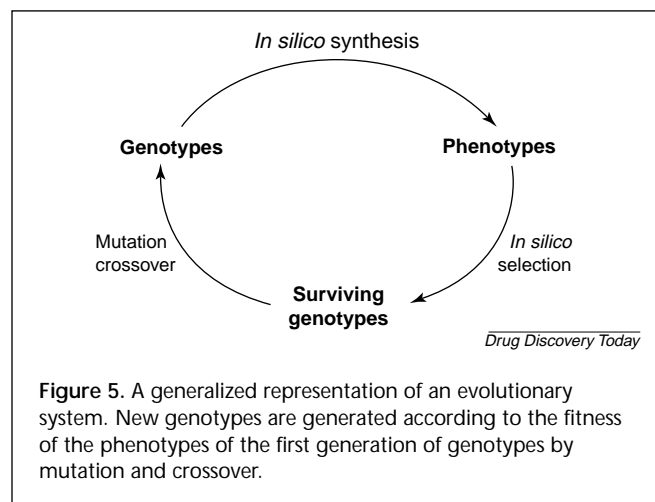 In silico synthesis
Genotypes
Phenotypes
Mutation
crossover
In silico
selection
Surviving
genotypes
Drug Discovery Today
Figure 5. A generalized representation of an evolutionary
system. New genotypes are generated according to the fitness
of the phenotypes of the first generation of genotypes by
mutation and crossover.